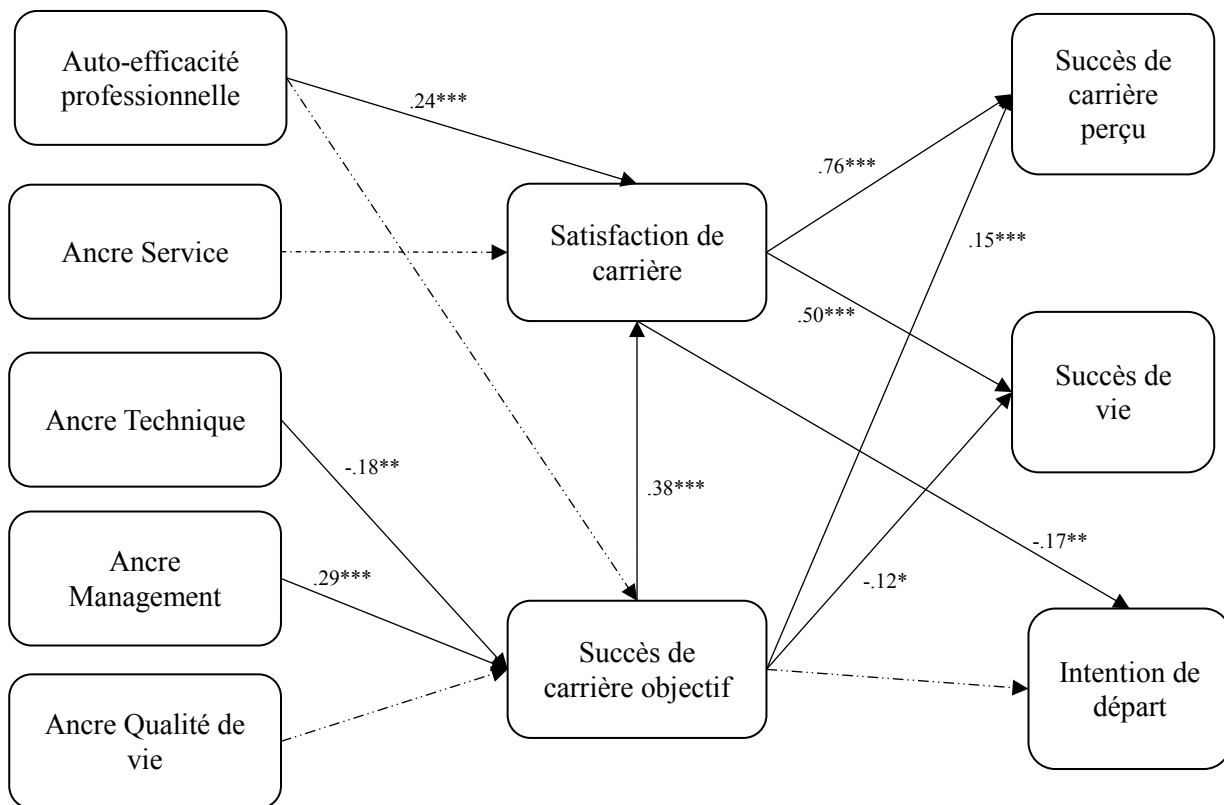 Auto-efficacité
professionnelle
Ancre Service
Ancre Technique
Ancre
Management
Ancre Qualité de
vie
.24***
-.18**
.29***
Satisfaction de
carrière
.38***
Succès de
carrière objectif
.76***
.15***
.50***
-.17**
-.12*
Succès de
carrière
perçu
Succès de
vie
Intention de
départ